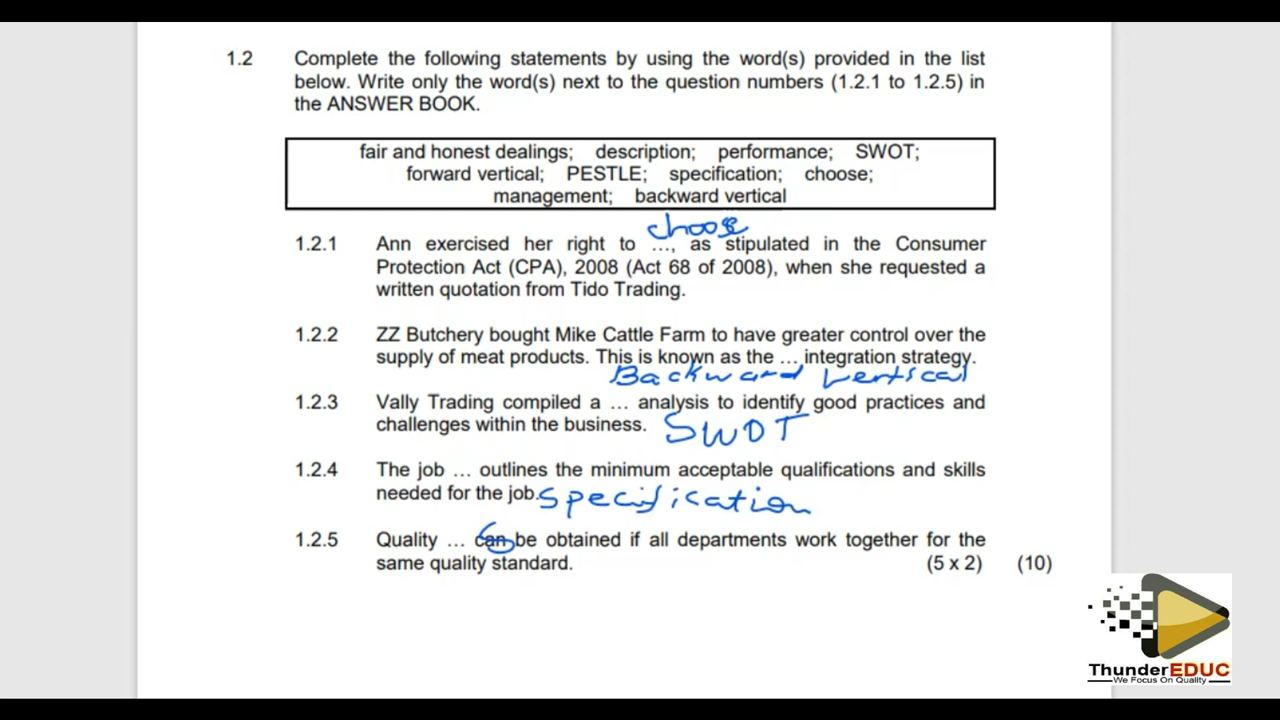 1.2 Complete the following statements by using the word(s) provided in the list
below. Write only the word(s) next to the question numbers (1.2.1 to 1.2.5) in
the ANSWER BOOK.
fair and honest dealings; description; performance; SWOT;
forward vertical; PESTLE; specification; choose;
management; backward vertical
choose
1.2.1 Ann exercised her right to …, as stipulated in the Consumer
Protection Act (CPA), 2008 (Act 68 of 2008), when she requested a
written quotation from Tido Trading.
1.2.2 ZZ Butchery bought Mike Cattle Farm to have greater control over the
supply of meat products. This is known as the … integration strategy.
Backward vertical
1.2.3 Vally Trading compiled a … analysis to identify good practices and
challenges within the business. SWOT
1.2.4 The job … outlines the minimum acceptable qualifications and skills
needed for the job. Specification
1.2.5 Quality … can be obtained if all departments work together for the
same quality standard. (5 x 2) (10)
ThunderEDUC
We Focus On Quality